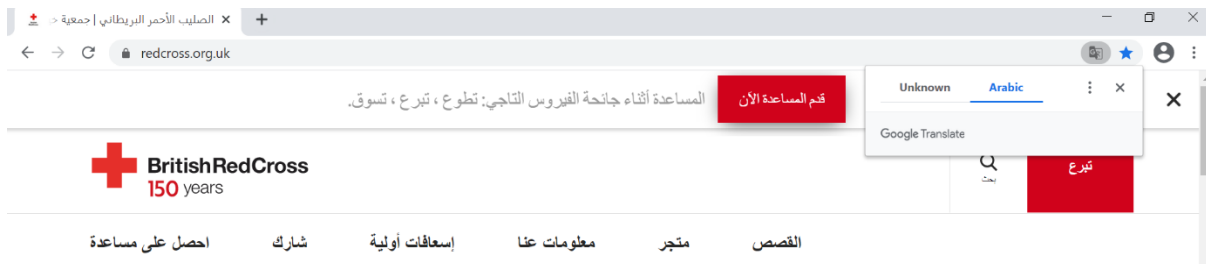 الصليب الأحمر البريطاني | جمعية
redcross.org.uk
Unknown Arabic
Google Translate
المساعدة أثناء جائحة الفيروس التاجي: تطوع ، تبرع ، تسوق.
قدم المساعدة الآن
BritishRedCross
150 years
بحث
تبرع
احصل على مساعدة شارك إسعافات أولية معلومات عنا متجر القصص